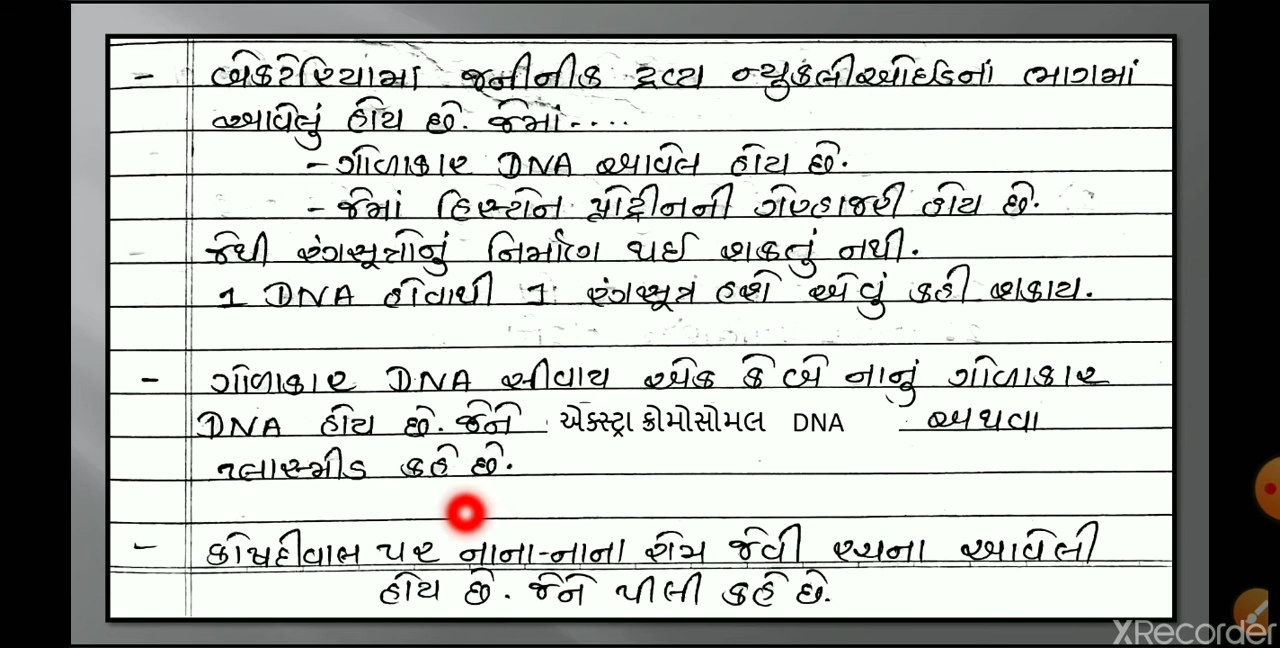 - બેક્ટેરિયામા જનીનીક દ્રવ્ય ન્યુકલીઓઈડનાં ભાગમાં
આવેલું હોય છે. જેમાં....
- ગોળાકાર DNA આવેલ હોય છે.
- જેમાં હિસ્ટોન પ્રોટીનની ગેરહાજરી હોય છે.
જેથી રંગસૂત્રોનું નિર્માણ થઈ શકતું નથી.
1 DNA હોવાથી 1 રંગસૂત્ર હશે એવું કહી શકાય.
- ગોળાકાર DNA સીવાય એક કે બે નાનું ગોળાકાર
DNA હોય છે. જેને એક્સ્ટ્રા ક્રોમોસોમલ DNA અથવા
પ્લાસ્મીડ કહે છે.
- કોષદીવાલ પર નાના-નાના રોમ જેવી રચના આવેલી
હોય છે. જેને પીલી કહે છે.
XRecorder